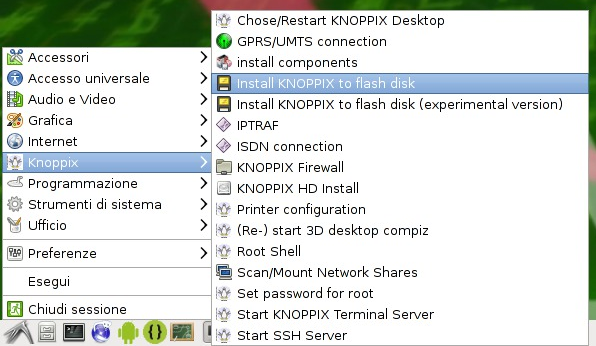 Accessori
Accesso universale
Audio e Video
Grafica
Internet
Knoppix
Programmazione
Strumenti di sistema
Ufficio
Preferenze
Esegui
Chiudi sessione
Chose/Restart KNOPPIX Desktop
GPRS/UMTS connection
install components
Install KNOPPIX to flash disk
Install KNOPPIX to flash disk (experimental version)
IPTRAF
ISDN connection
KNOPPIX Firewall
KNOPPIX HD Install
Printer configuration
(Re-) start 3D desktop compiz
Root Shell
Scan/Mount Network Shares
Set password for root
Start KNOPPIX Terminal Server
Start SSH Server